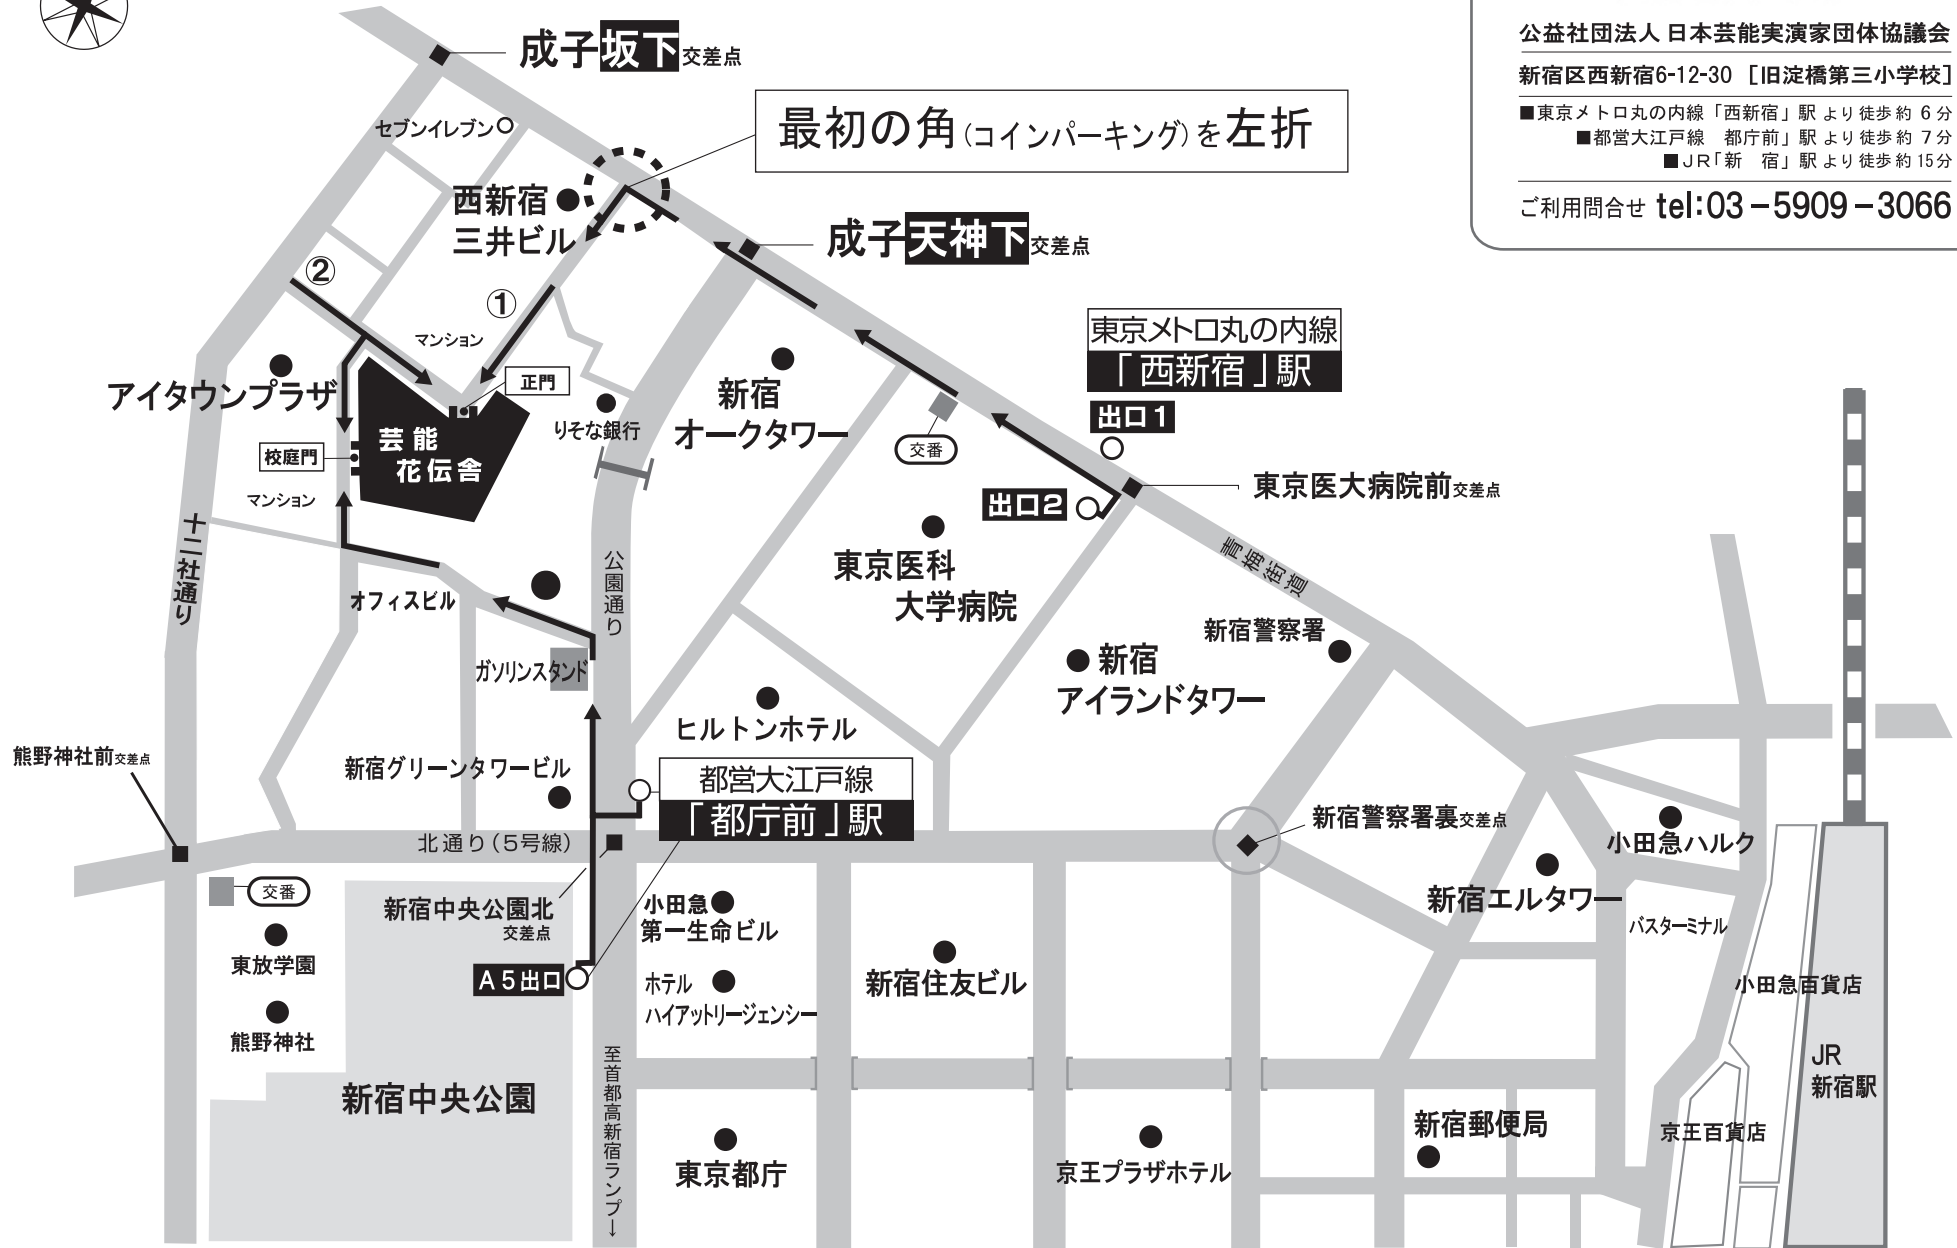 公益社団法人 日本芸能実演家団体協議会
新宿区西新宿6-12-30 [旧淀橋第三小学校]
■東京メトロ丸の内線「西新宿」駅 より 徒歩 約 6 分
■都営大江戸線 都庁前」駅 より 徒歩 約 7 分
■JR「新 宿」駅 より 徒歩 約 15分
ご利用問合せ tel:03-5909-3066
成子坂下交差点
セブンイレブン
最初の角(コインパーキング)を左折
西新宿
三井ビル
成子天神下交差点
②
①
マンション
東京メトロ丸の内線
「西新宿」駅
出口1
アイタウンプラザ
正門
新宿
オークタワー
りそな銀行
交番
芸能
花伝舎
校庭門
マンション
出口2
東京医大病院前交差点
十二社通り
公園通り
東京医科
大学病院
青梅街道
オフィスビル
新宿警察署
ガソリンスタンド
新宿
アイランドタワー
ヒルトンホテル
熊野神社前交差点
新宿グリーンタワービル
都営大江戸線
「都庁前」駅
北通り(5号線)
新宿警察署裏交差点
小田急ハルク
交番
新宿中央公園北
交差点
小田急
第一生命ビル
新宿エルタワー
バスターミナル
東放学園
A5出口
ホテル
ハイアットリージェンシー
新宿住友ビル
小田急百貨店
熊野神社
JR
新宿駅
新宿中央公園
至首都高新宿ランプ→
東京都庁
京王プラザホテル
新宿郵便局
京王百貨店